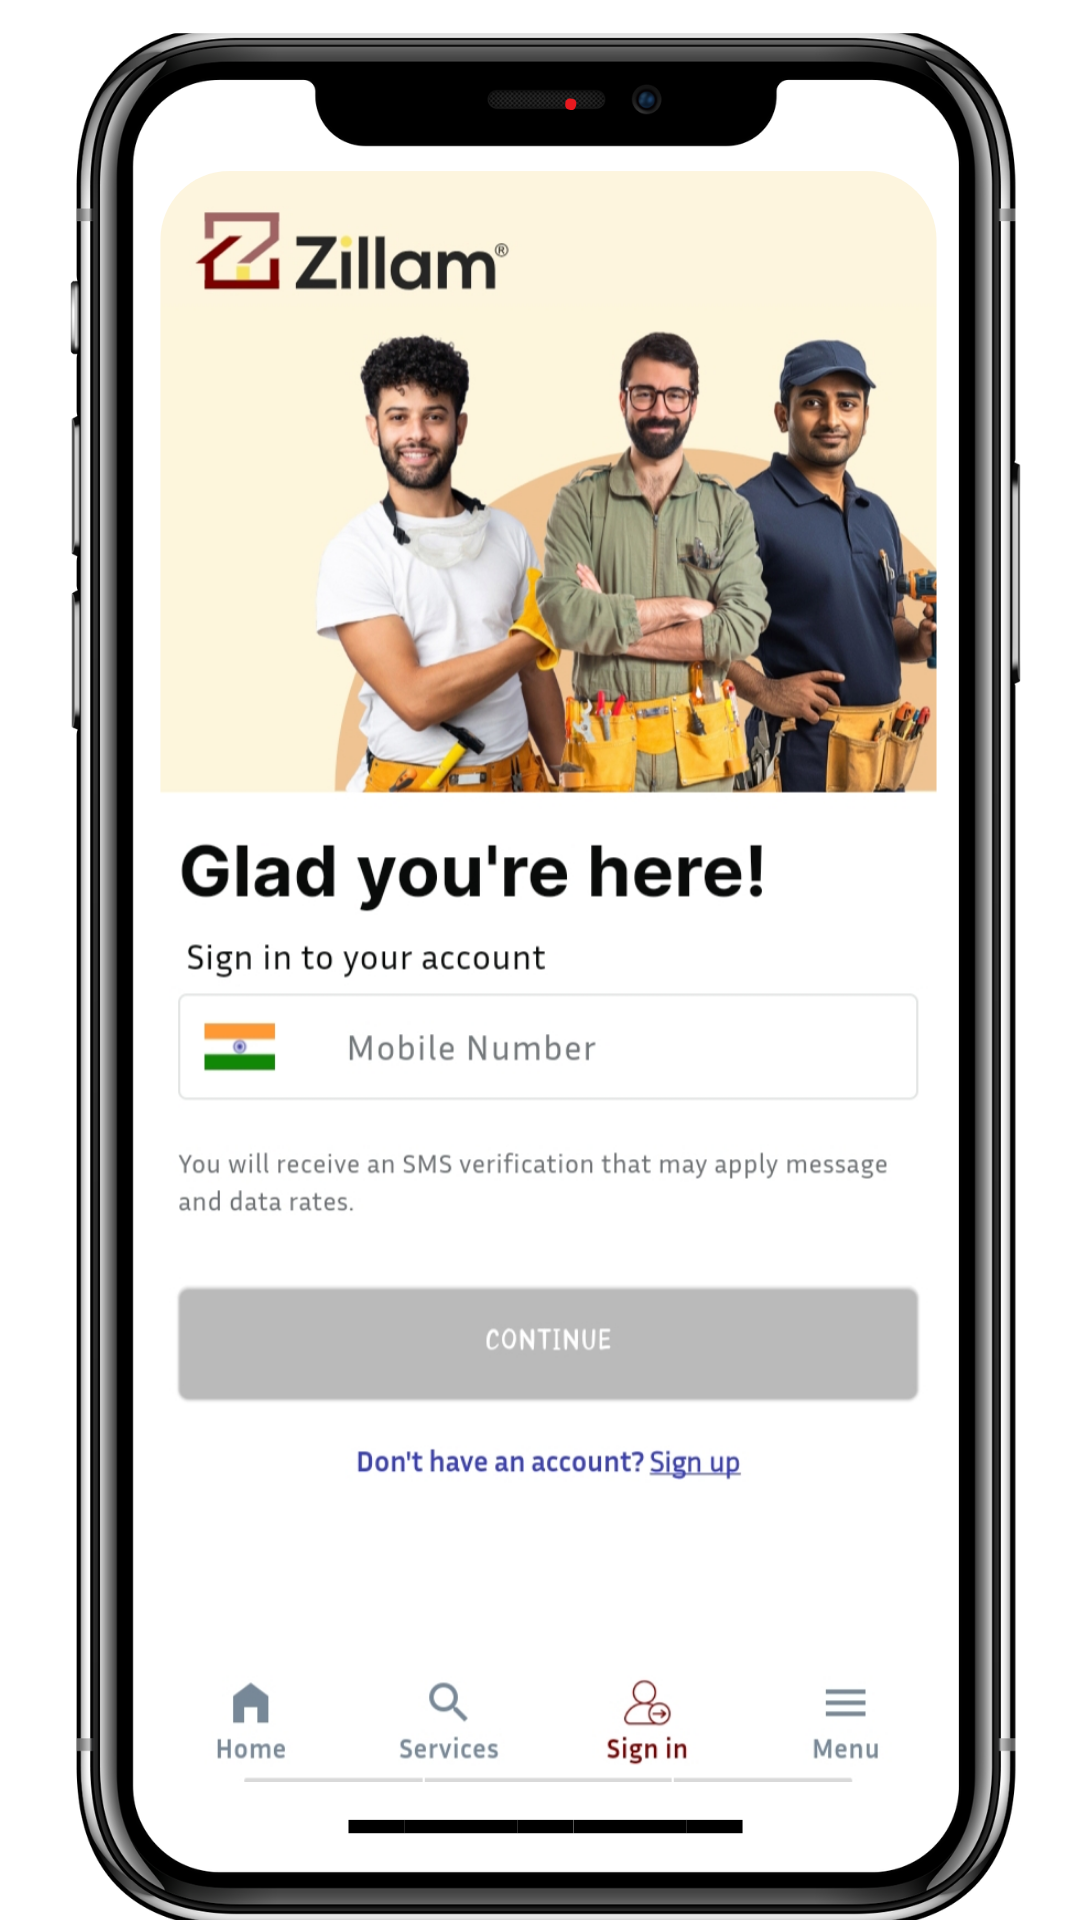 Zillam®
Glad you're here!
Sign in to your account
Mobile Number
You will receive an SMS verification that may apply message
and data rates.
CONTINUE
Don't have an account? Sign up
Home Services Sign in Menu